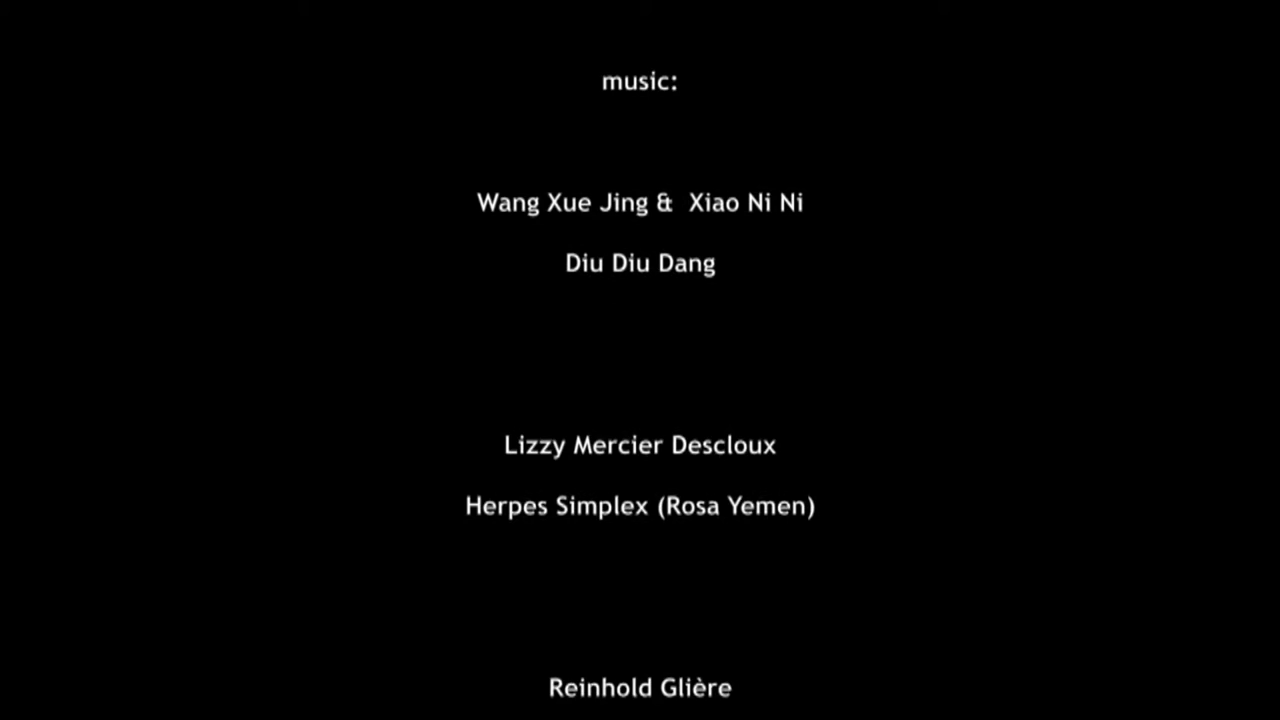 music:
Wang Xue Jing &  Xiao Ni Ni
Diu Diu Dang
Lizzy Mercier Descloux
Herpes Simplex (Rosa Yemen)
Reinhold Glière